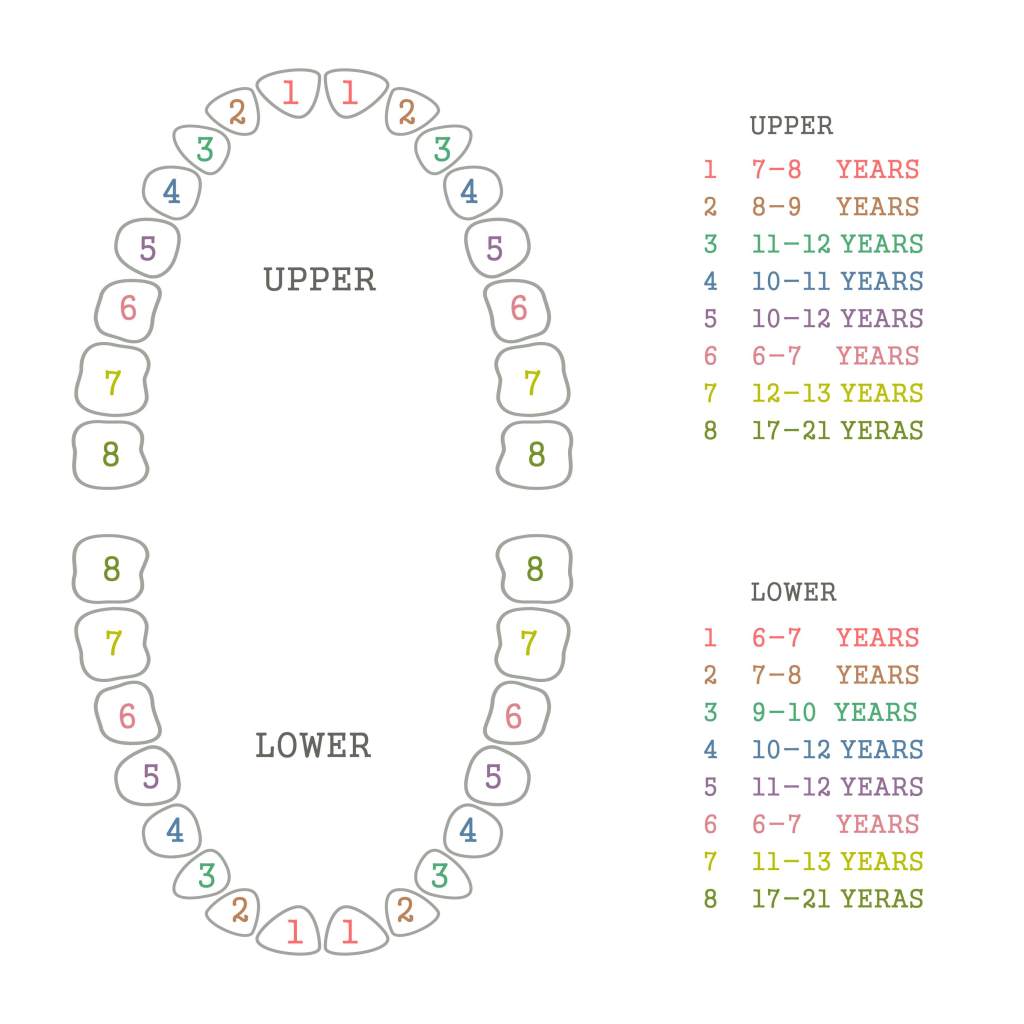 1 1
2 2
3 3
4 4
5 5
UPPER
6 6
7 7
8 8
8 8
7 7
6 6
LOWER
5 5
4 4
3 3
2 2
1 1
UPPER
1 7-8 YEARS
2 8-9 YEARS
3 11-12 YEARS
4 10-11 YEARS
5 10-12 YEARS
6 6-7 YEARS
7 12-13 YEARS
8 17-21 YERAS
LOWER
1 6-7 YEARS
2 7-8 YEARS
3 9-10 YEARS
4 10-12 YEARS
5 11-12 YEARS
6 6-7 YEARS
7 11-13 YEARS
8 17-21 YERAS